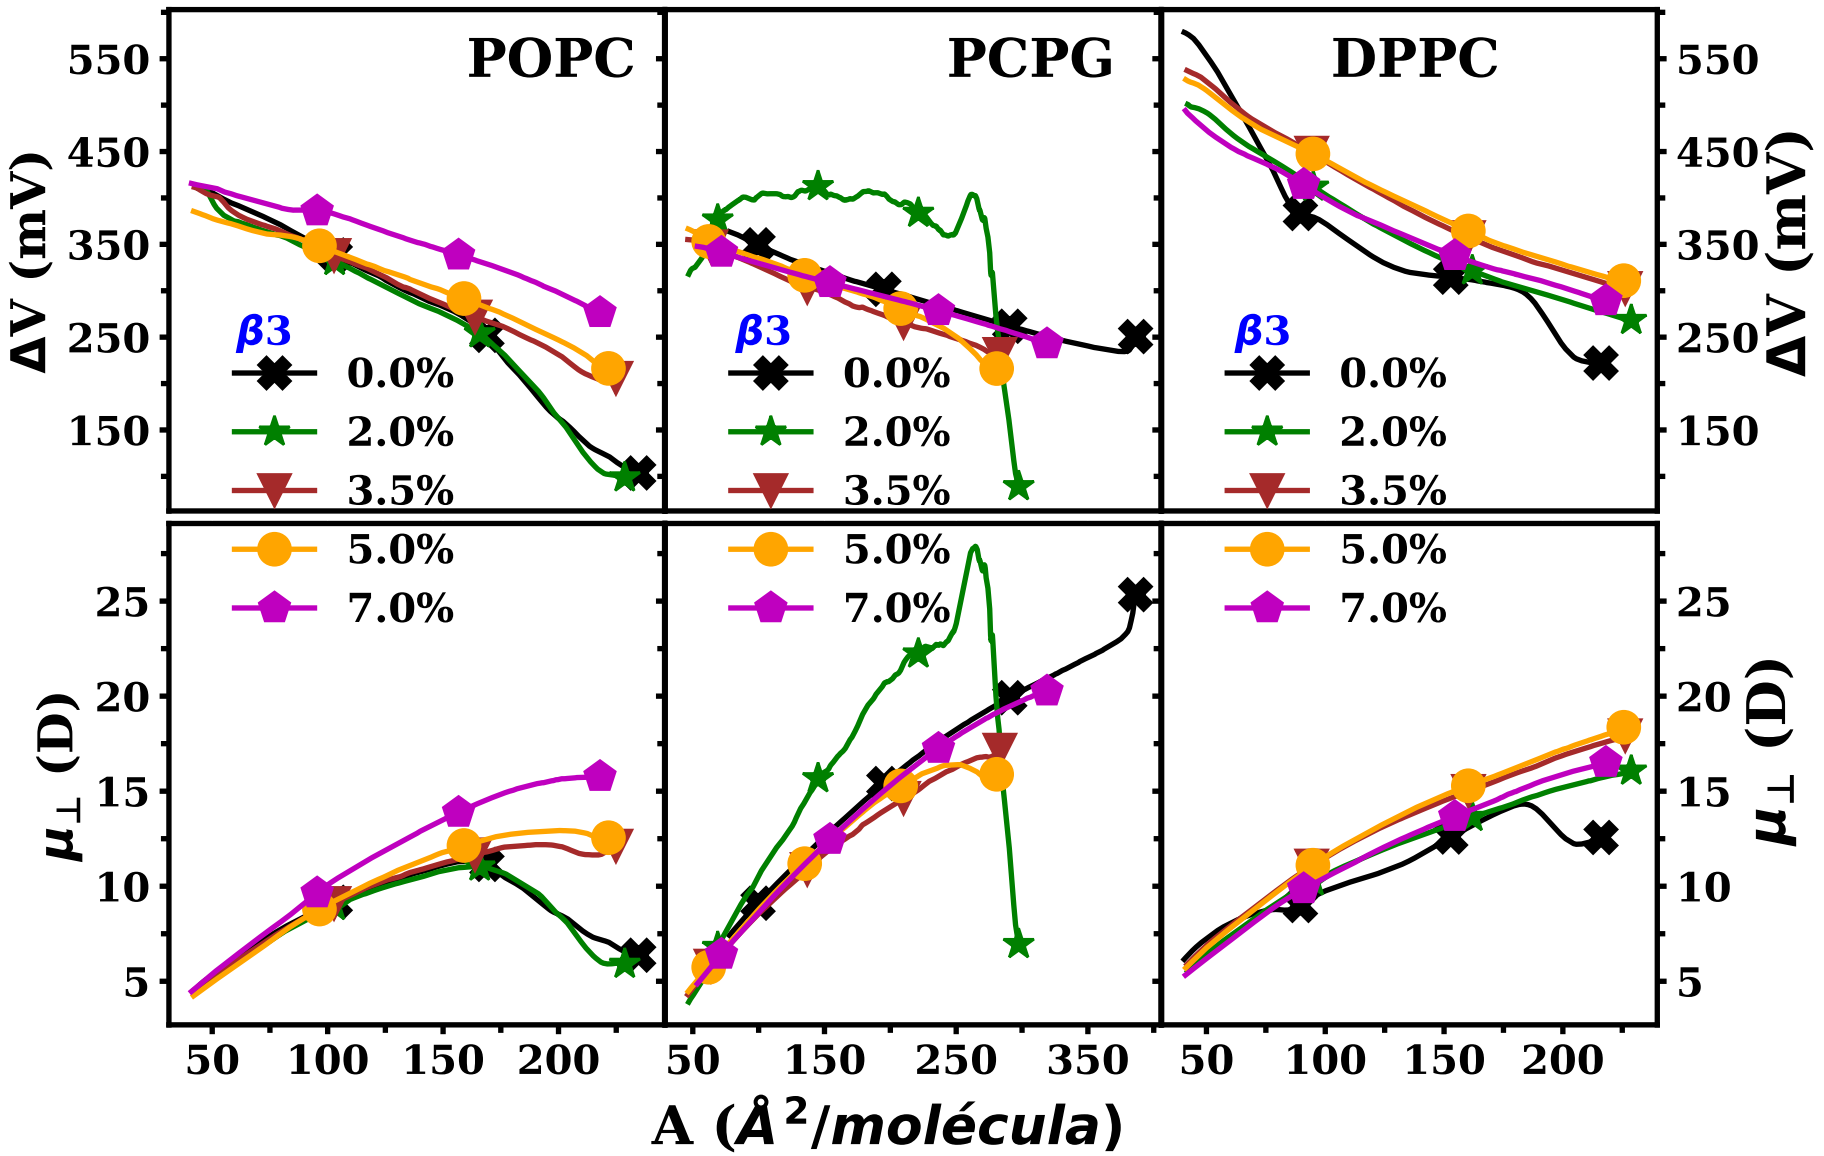 POPC PCPG DPPC
550 550
450 450
350 350
250 250
150 150
ΔV (mV) ΔV (mV)
β3 β3 β3
0.0% 0.0% 0.0%
2.0% 2.0% 2.0%
3.5% 3.5% 3.5%
5.0% 5.0% 5.0%
7.0% 7.0% 7.0%
25 25
20 20
15 15
10 10
5 5
μ⊥ (D) μ⊥ (D)
50 100 150 200 50 150 250 350 50 100 150 200
A (Å²/molécula)